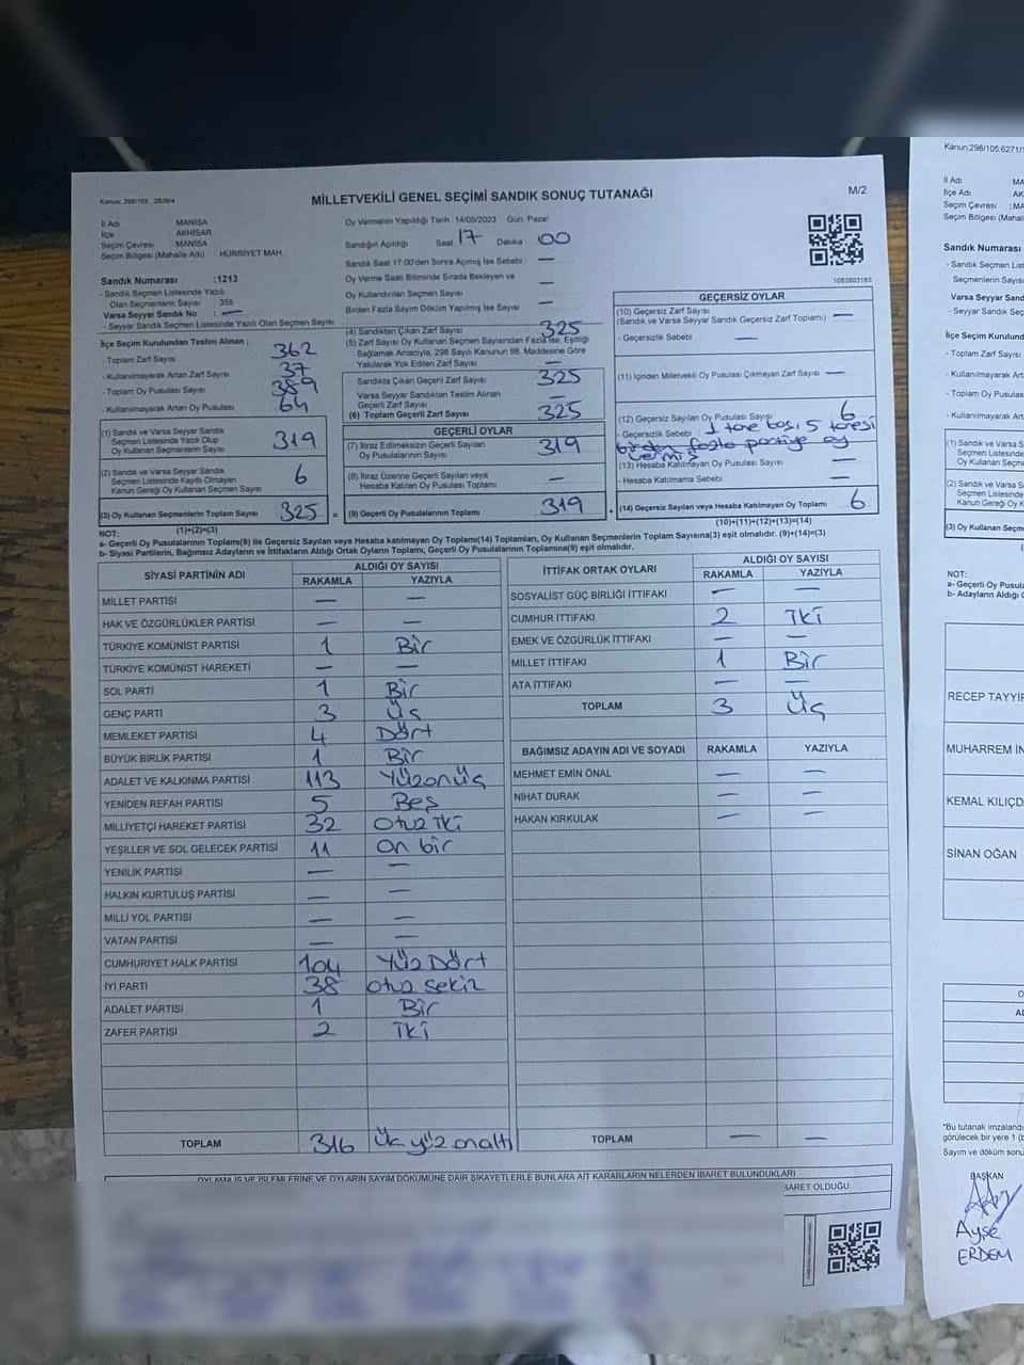 Kanun: 298/105
MİLLETVEKİLİ GENEL SEÇİMİ SANDIK SONUÇ TUTANAĞI
M/2
İl Adı MANİSA
İlçe AKHİSAR
Seçim Çevresi : MANİSA
Seçim Bölgesi (Mahalle Adı) : HÜRRİYET MAH.
Sandık Numarası :1213
- Sandık Seçmen Listesinde Yazılı
Olan Seçmenlerin Sayısı : 355
Varsa Seyyar Sandık No : —
- Seyyar Sandık Seçmen Listesinde Yazılı Olan Seçmen Sayısı
İlçe Seçim Kurulundan Teslim Alınan :
- Toplam Zarf Sayısı 362
- Kullanılmayarak Artan Zarf Sayısı 37
- Toplam Oy Pusulası Sayısı 389
- Kullanılmayarak Artan Oy Pusulası 64
(1) Sandık ve Varsa Seyyar Sandık
Seçmen Listesinde Yazılı Olup
Oy Kullanan Seçmenlerin Sayısı 319
(2) Sandık ve Varsa Seyyar Sandık
Seçmen Listesinde Kayıtlı Olmayan
Kanun Gereği Oy Kullanan Seçmen Sayısı 6
(3) Oy Kullanan Seçmenlerin Toplam Sayısı 325
(1)+(2)=(3)
Oy Vermenin Yapıldığı Tarih :14/05/2023 Gün: Pazar
Sandığın Açıldığı Saat 17 Dakika 00
Sandık Saat 17:00'den Sonra Açılmış İse Sebebi : —
Oy Verme Saati Bitiminde Sırada Bekleyen ve
Oy Kullandırılan Seçmen Sayısı —
Birden Fazla Sayım Döküm Yapılmış İse Sayısı —
(4) Sandıktan Çıkan Zarf Sayısı 325
(5) Zarf Sayısı Oy Kullanan Seçmen Sayısından Fazla İse, Eşitliği
Sağlamak Amacıyla, 298 Sayılı Kanunun 98. Maddesine Göre
Yakılarak Yok Edilen Zarf Sayısı —
Sandıkta Çıkan Geçerli Zarf Sayısı 325
Varsa Seyyar Sandıktan Teslim Alınan
Geçerli Zarf Sayısı —
(6) Toplam Geçerli Zarf Sayısı 325
GEÇERLİ OYLAR
(7) İtiraz Edilmeksizin Geçerli Sayılan
Oy Pusulalarının Sayısı 319
(8) İtiraz Üzerine Geçerli Sayılan veya
Hesaba Katılan Oy Pusulası Toplamı —
(9) Geçerli Oy Pusulalarının Toplamı 319
1083803163
GEÇERSİZ OYLAR
(10) Geçersiz Zarf Sayısı
(Sandık ve Varsa Seyyar Sandık Geçersiz Zarf Toplamı) —
- Geçersizlik Sebebi —
(11) İçinden Milletvekili Oy Pusulası Çıkmayan Zarf Sayısı —
(12) Geçersiz Sayılan Oy Pusulası Sayısı 6
- Geçersizlik Sebebi 1 tane boş, 5 tanesi
birden fazla partiye oy
vermiş
(13) Hesaba Katılmayan Oy Pusulası Sayısı —
- Hesaba Katılmama Sebebi —
(14) Geçersiz Sayılan veya Hesaba Katılmayan Oy Toplamı 6
(10)+(11)+(12)+(13)=(14)
NOT:
a- Geçerli Oy Pusulalarının Toplamı(9) ile Geçersiz Sayılan veya Hesaba Katılmayan Oy Toplamı(14) Toplamları, Oy Kullanan Seçmenlerin Toplam Sayısına(3) eşit olmalıdır. (9)+(14)=(3)
b- Siyasi Partilerin, Bağımsız Adayların ve İttifakların Aldığı Ortak Oyların Toplamı, Geçerli Oy Pusulalarının Toplamına(9) eşit olmalıdır.
SİYASİ PARTİNİN ADI ALDIĞI OY SAYISI
RAKAMLA YAZIYLA
MİLLET PARTİSİ — —
HAK VE ÖZGÜRLÜKLER PARTİSİ — —
TÜRKİYE KOMÜNİST PARTİSİ 1 Bir
TÜRKİYE KOMÜNİST HAREKETİ — —
SOL PARTİ 1 Bir
GENÇ PARTİ 3 Üç
MEMLEKET PARTİSİ 4 Dört
BÜYÜK BİRLİK PARTİSİ 1 Bir
ADALET VE KALKINMA PARTİSİ 113 Yüzonüç
YENİDEN REFAH PARTİSİ 5 Beş
MİLLİYETÇİ HAREKET PARTİSİ 32 Otuz iki
YEŞİLLER VE SOL GELECEK PARTİSİ 11 On bir
YENİLİK PARTİSİ — —
HALKIN KURTULUŞ PARTİSİ — —
MİLLİ YOL PARTİSİ — —
VATAN PARTİSİ — —
CUMHURİYET HALK PARTİSİ 104 Yüz Dört
İYİ PARTİ 38 Otuz sekiz
ADALET PARTİSİ 1 Bir
ZAFER PARTİSİ 2 İki
TOPLAM 316 Üç yüz onaltı
İTTİFAK ORTAK OYLARI ALDIĞI OY SAYISI
RAKAMLA YAZIYLA
SOSYALİST GÜÇ BİRLİĞİ İTTİFAKI — —
CUMHUR İTTİFAKI 2 İki
EMEK VE ÖZGÜRLÜK İTTİFAKI — —
MİLLET İTTİFAKI 1 Bir
ATA İTTİFAKI — —
TOPLAM 3 Üç
BAĞIMSIZ ADAYIN ADI VE SOYADI RAKAMLA YAZIYLA
MEHMET EMİN ÖNAL — —
NİHAT DURAK — —
HAKAN KIRKULAK — —
TOPLAM — —
OYLAMA İŞ VE İŞLEMLERİNE VE OYLARIN SAYIM DÖKÜMÜNE DAİR ŞİKAYETLERLE BUNLARA AİT KARARLARIN NELERDEN İBARET BULUNDUKLARI
BARET OLDUĞU
Kanun:298/105,6271/1
İl Adı MA
İlçe Adı AK
Seçim Çevresi :MA
Seçim Bölgesi (Mahall
Sandık Numarası
- Sandık Seçmen List
Seçmenlerin Sayıs
Varsa Seyyar Sandık
- Seyyar Sandık Seçm
İlçe Seçim Kurulund
- Toplam Zarf Sayısı
- Kullanılmayarak Arta
- Toplam Oy Pusulası
- Kullanılmayarak Arta
(1) Sandık ve Varsa S
Seçmen Listesinde
Oy Kullanan Seçm
(2) Sandık ve Varsa S
Seçmen Listesinde
Kanun Gereği Oy K
(3) Oy Kullanan Seçm
NOT:
a- Geçerli Oy Pusula
b- Adayların Aldığı O
RECEP TAYYİP
MUHARREM İN
KEMAL KILIÇD
SİNAN OĞAN
"Bu tutanak imzalandı
görülecek bir yere 1 (b
Sayım ve döküm sonu
BAŞKAN
Ayşe
ERDEM